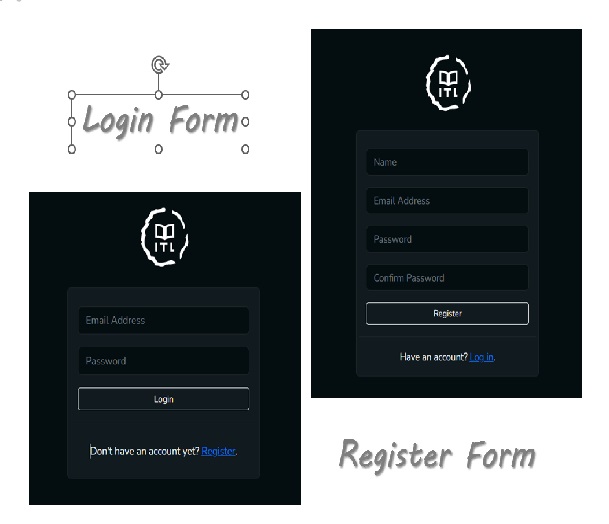 Login Form
ITL
Email Address
Password
Login
Don't have an account yet? Register.
ITL
Name
Email Address
Password
Confirm Password
Register
Have an account? Log in.
Register Form